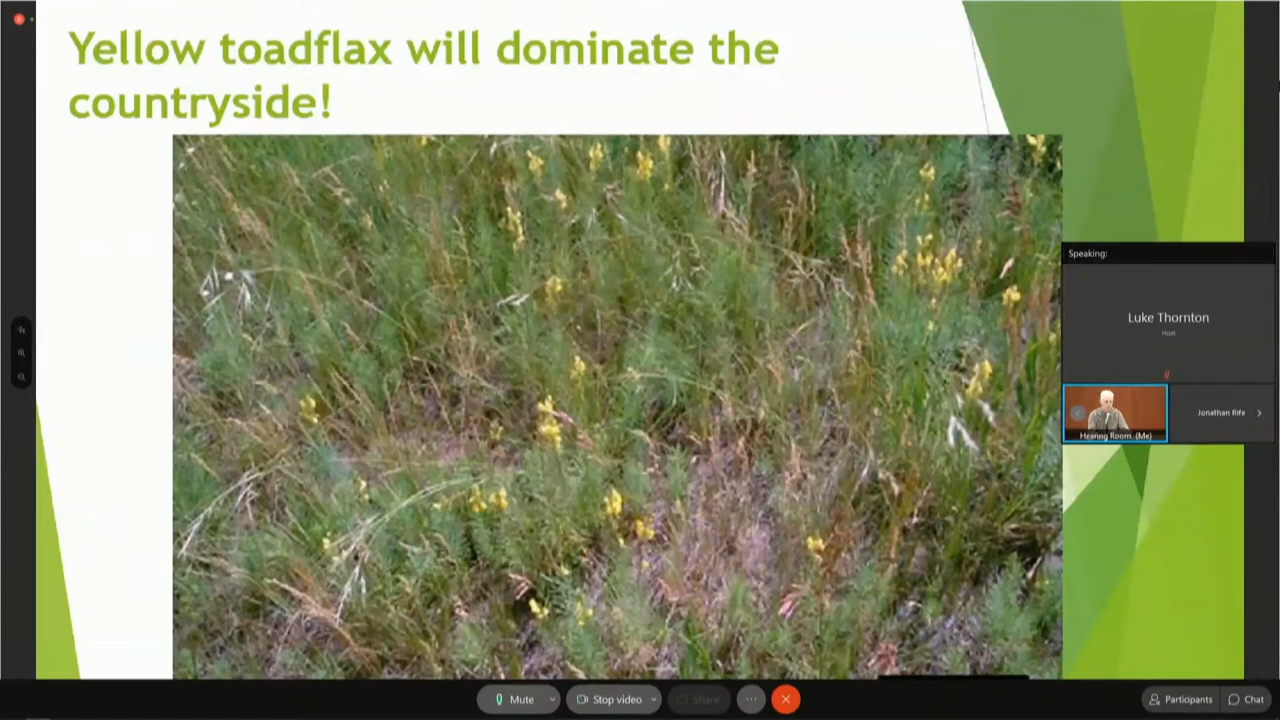 Yellow toadflax will dominate the
countryside!
Speaking:
Luke Thornton
Host
Hearing Room (Me)
Jonathan Rife
Mute
Stop video
Share
Participants
Chat